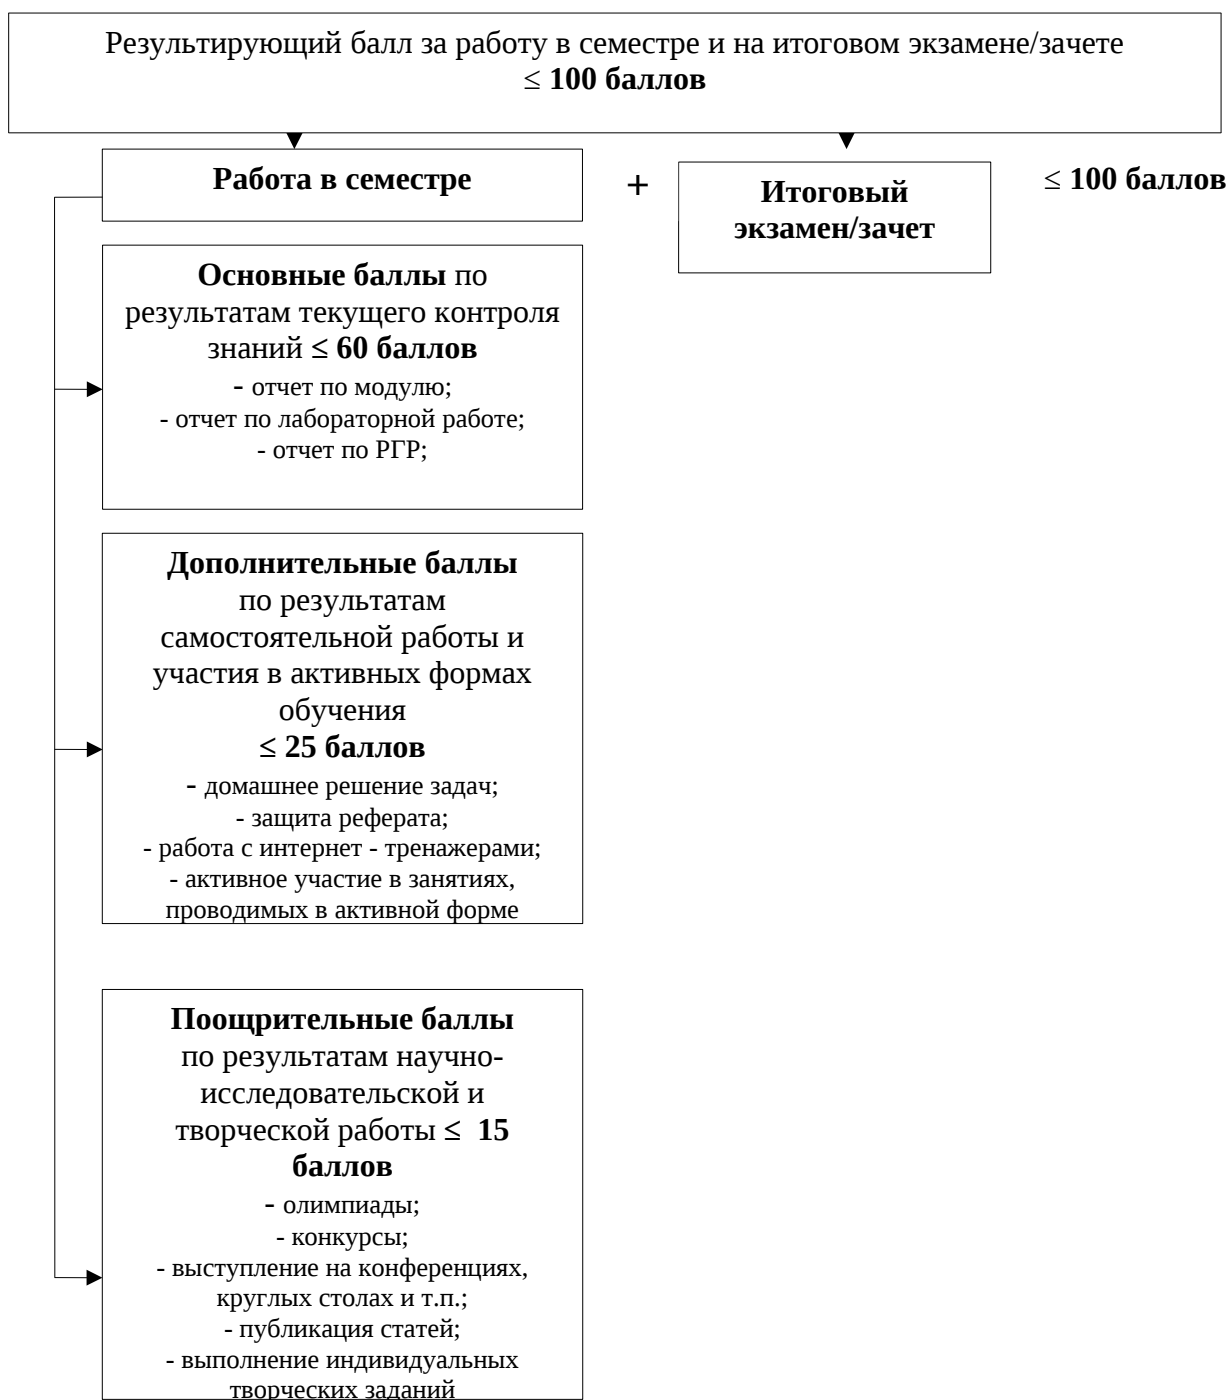 Результирующий балл за работу в семестре и на итоговом экзамене/зачете
≤ 100 баллов
Работа в семестре
+
Итоговый
экзамен/зачет
≤ 100 баллов
Основные баллы по
результатам текущего контроля
знаний ≤ 60 баллов
- отчет по модулю;
- отчет по лабораторной работе;
- отчет по РГР;
Дополнительные баллы
по результатам
самостоятельной работы и
участия в активных формах
обучения
≤ 25 баллов
- домашнее решение задач;
- защита реферата;
- работа с интернет - тренажерами;
- активное участие в занятиях,
проводимых в активной форме
Поощрительные баллы
по результатам научно-
исследовательской и
творческой работы ≤ 15
баллов
- олимпиады;
- конкурсы;
- выступление на конференциях,
круглых столах и т.п.;
- публикация статей;
- выполнение индивидуальных
творческих заданий